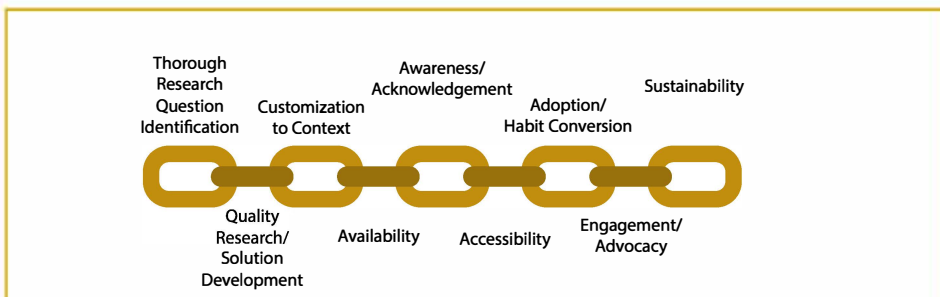 Thorough
Research
Question
Identification
Quality
Research/
Solution
Development
Customization
to Context
Availability
Awareness/
Acknowledgement
Accessibility
Adoption/
Habit Conversion
Engagement/
Advocacy
Sustainability